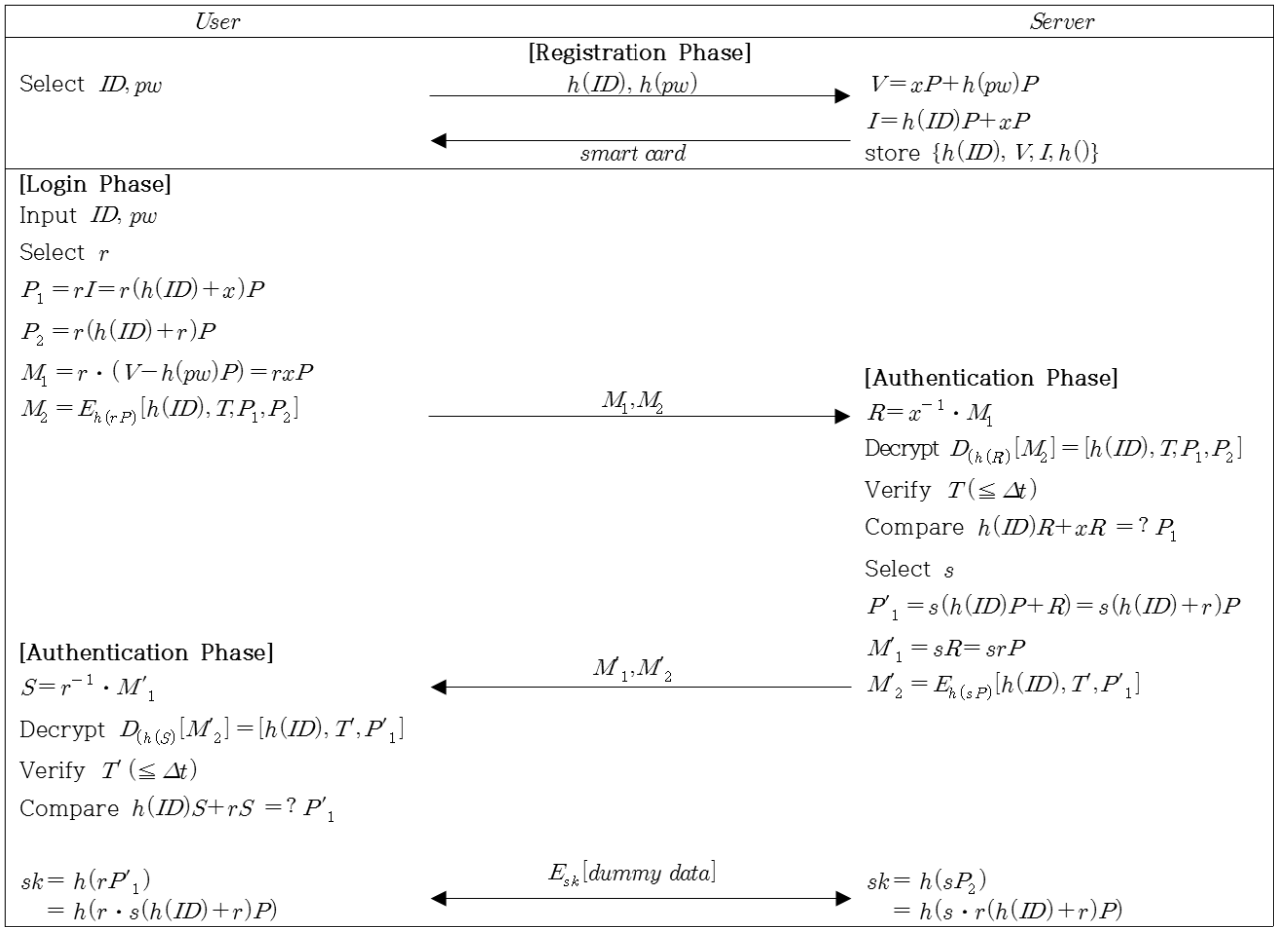 User Server
[Registration Phase]
Select ID, pw h(ID), h(pw) V=xP+h(pw)P
I=h(ID)P+xP
smart card store {h(ID), V, I, h()}
[Login Phase]
Input ID, pw
Select r
P₁=rI=r(h(ID)+x)P
P₂=r(h(ID)+r)P
M₁=r·(V−h(pw)P)=rxP
M₂=E_{h(rP)}[h(ID), T, P₁, P₂]
M₁, M₂
[Authentication Phase]
R=x⁻¹·M₁
Decrypt D_{(h(R)}[M₂]=[h(ID), T, P₁, P₂]
Verify T(≦Δt)
Compare h(ID)R+xR =? P₁
Select s
P′₁=s(h(ID)P+R)=s(h(ID)+r)P
M′₁=sR=srP
M′₂=E_{h(sP)}[h(ID), T′, P′₁]
M′₁, M′₂
[Authentication Phase]
S=r⁻¹·M′₁
Decrypt D_{(h(S)}[M′₂]=[h(ID), T′, P′₁]
Verify T′(≦Δt)
Compare h(ID)S+rS =? P′₁
sk= h(rP′₁)
= h(r·s(h(ID)+r)P)
E_{sk}[dummy data]
sk= h(sP₂)
= h(s·r(h(ID)+r)P)